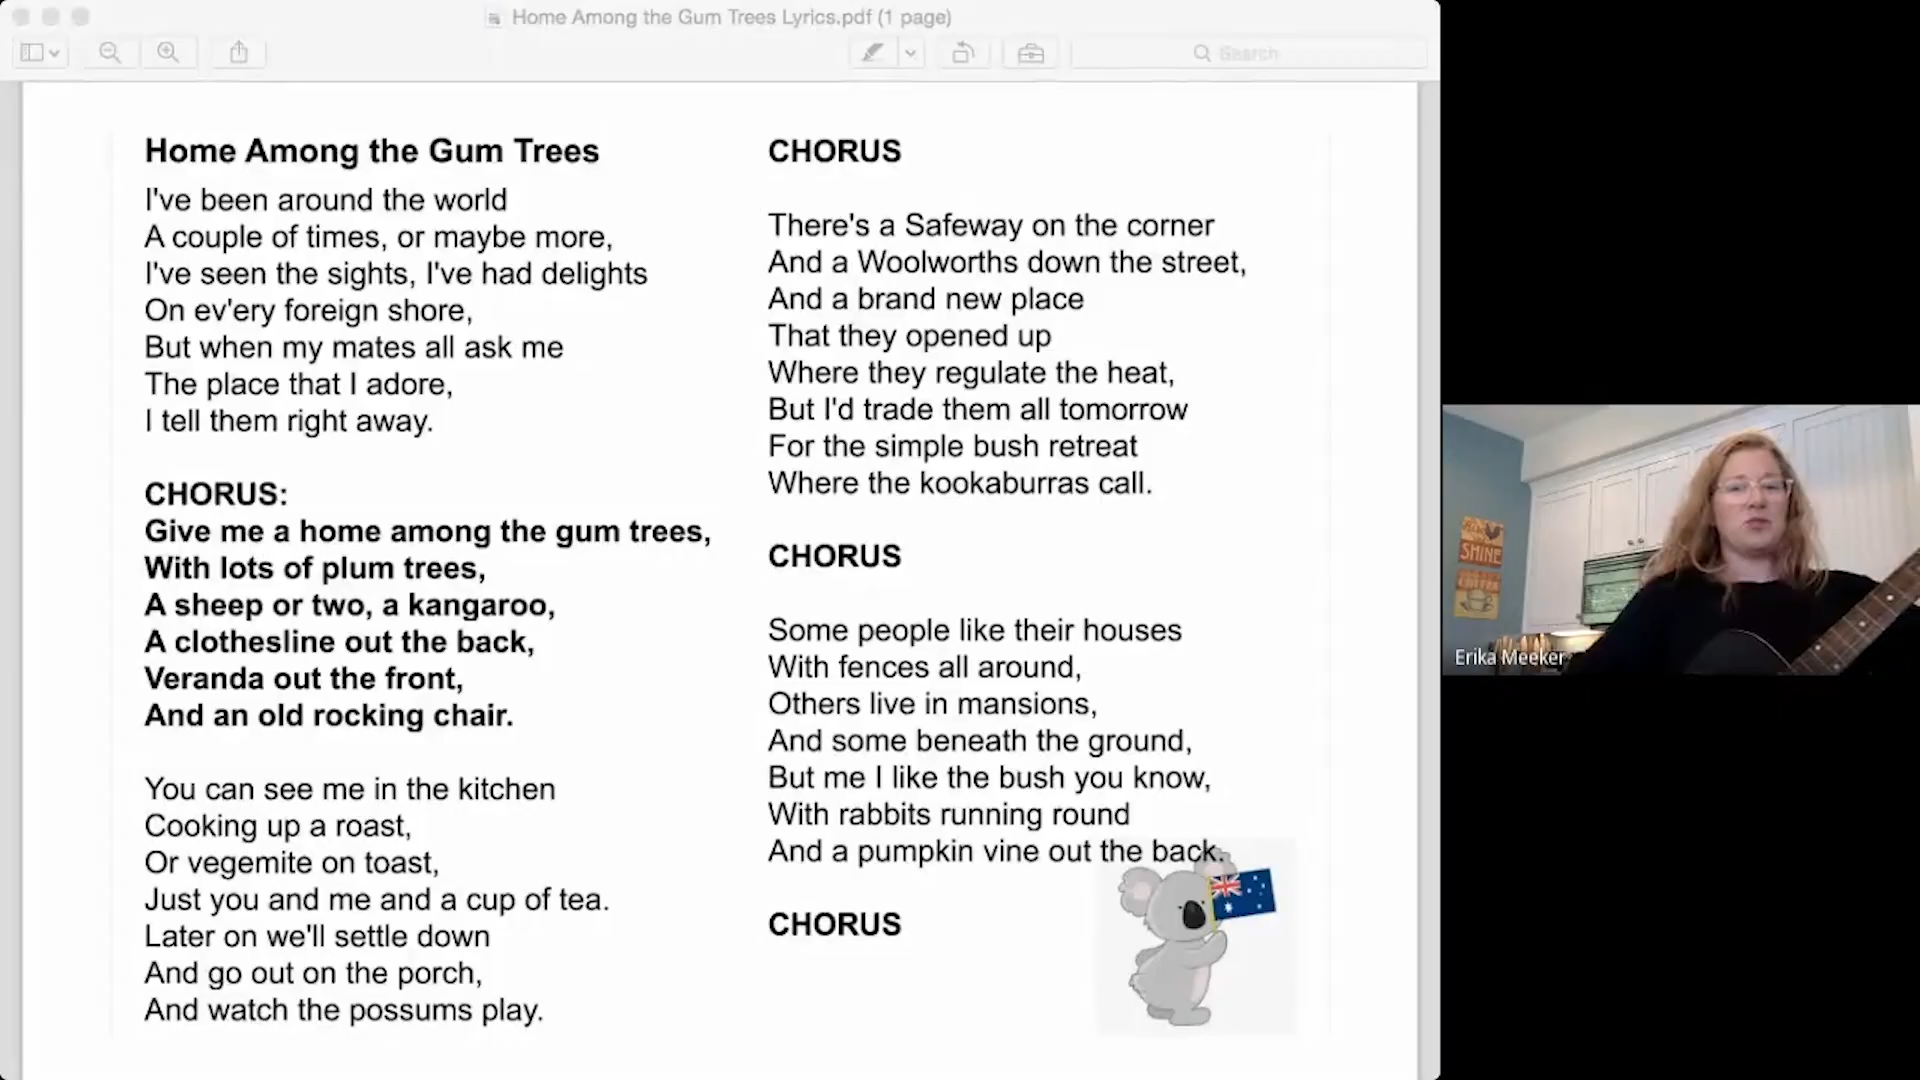 Home Among the Gum Trees Lyrics.pdf (1 page)
Search
Home Among the Gum Trees
I've been around the world
A couple of times, or maybe more,
I've seen the sights, I've had delights
On ev'ery foreign shore,
But when my mates all ask me
The place that I adore,
I tell them right away.
CHORUS:
Give me a home among the gum trees,
With lots of plum trees,
A sheep or two, a kangaroo,
A clothesline out the back,
Veranda out the front,
And an old rocking chair.
You can see me in the kitchen
Cooking up a roast,
Or vegemite on toast,
Just you and me and a cup of tea.
Later on we'll settle down
And go out on the porch,
And watch the possums play.
CHORUS
There's a Safeway on the corner
And a Woolworths down the street,
And a brand new place
That they opened up
Where they regulate the heat,
But I'd trade them all tomorrow
For the simple bush retreat
Where the kookaburras call.
CHORUS
Some people like their houses
With fences all around,
Others live in mansions,
And some beneath the ground,
But me I like the bush you know,
With rabbits running round
And a pumpkin vine out the back.
CHORUS
SHINE
COFFEE
Erika Meeker